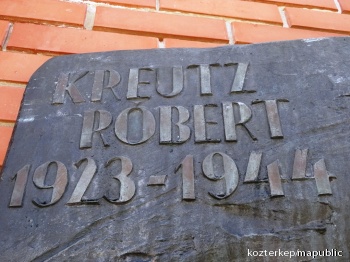 KREUTZ
RÓBERT
1923-1944
kozterkep/mapublic